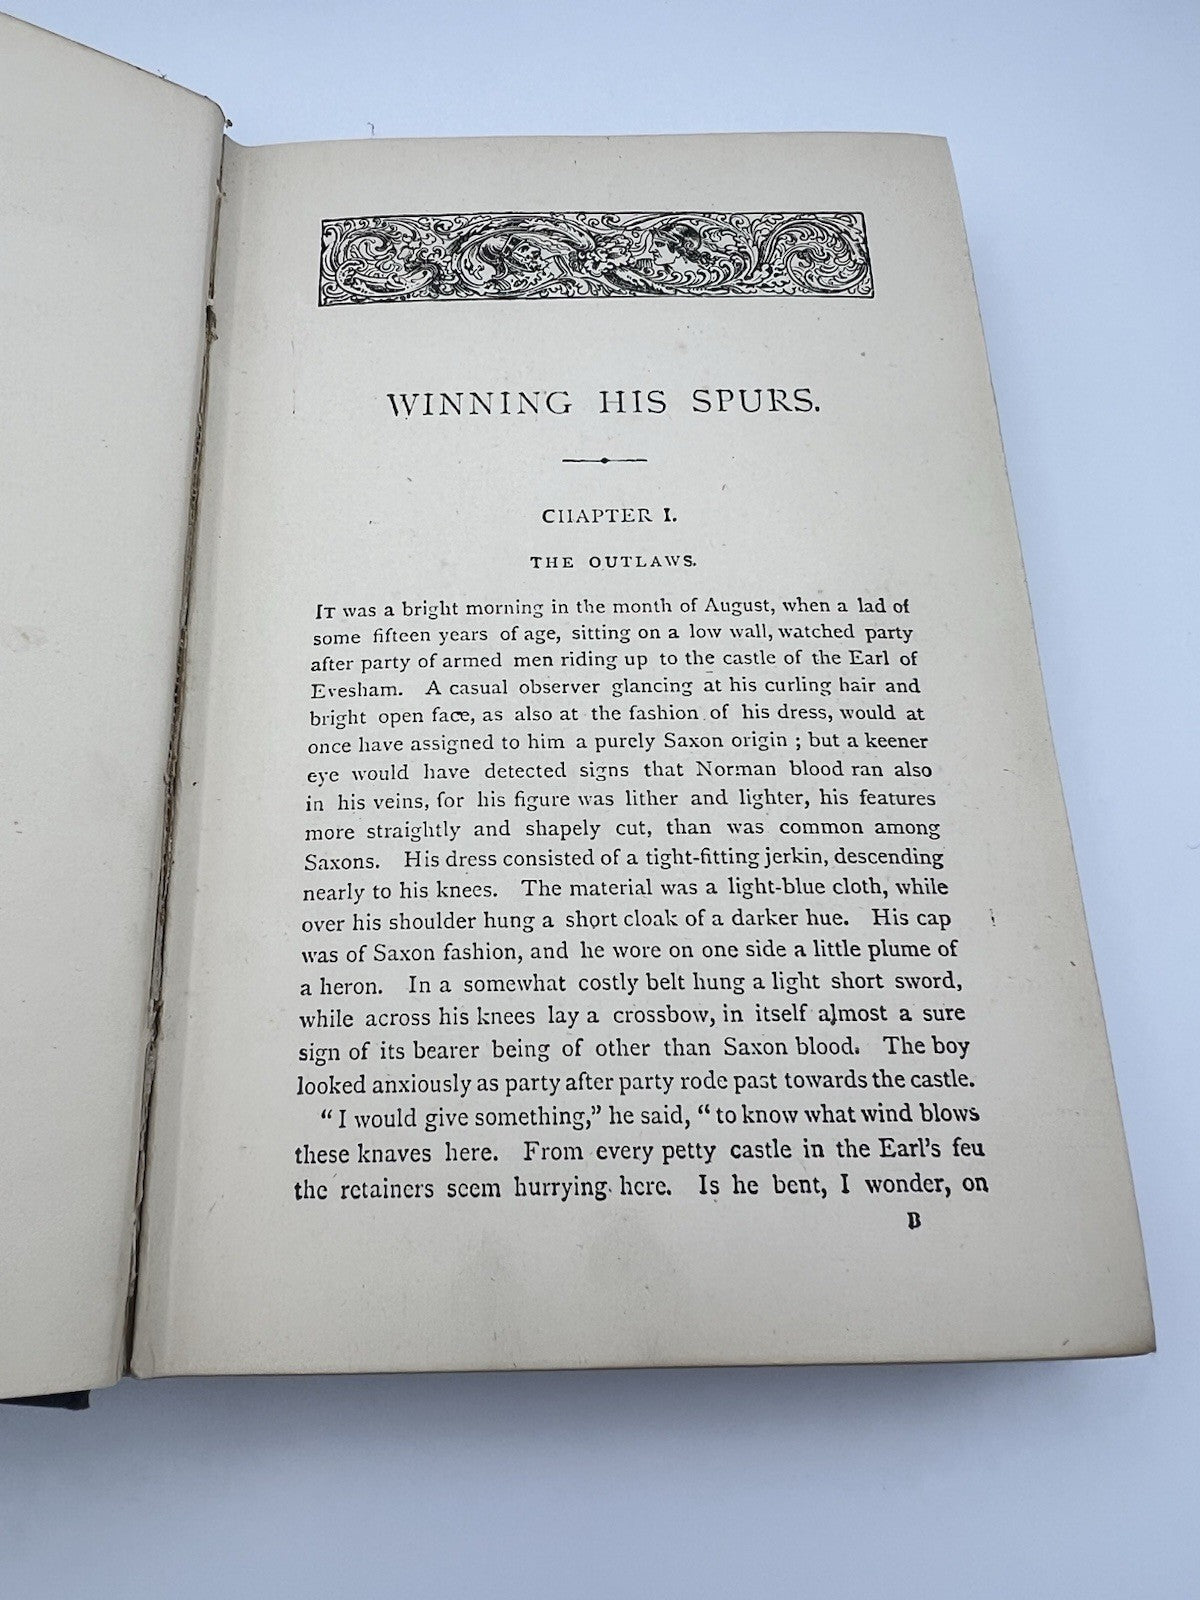 WINNING HIS SPURS.
CHAPTER I.
THE OUTLAWS.
IT was a bright morning in the month of August, when a lad of
some fifteen years of age, sitting on a low wall, watched party
after party of armed men riding up to the castle of the Earl of
Evesham. A casual observer glancing at his curling hair and
bright open face, as also at the fashion of his dress, would at
once have assigned to him a purely Saxon origin ; but a keener
eye would have detected signs that Norman blood ran also
in his veins, for his figure was lither and lighter, his features
more straightly and shapely cut, than was common among
Saxons. His dress consisted of a tight-fitting jerkin, descending
nearly to his knees. The material was a light-blue cloth, while
over his shoulder hung a short cloak of a darker hue. His cap
was of Saxon fashion, and he wore on one side a little plume of
a heron. In a somewhat costly belt hung a light short sword,
while across his knees lay a crossbow, in itself almost a sure
sign of its bearer being of other than Saxon blood. The boy
looked anxiously as party after party rode past towards the castle.
“ I would give something,” he said, “ to know what wind blows
these knaves here. From every petty castle in the Earl’s feu
the retainers seem hurrying here. Is he bent, I wonder, on
B